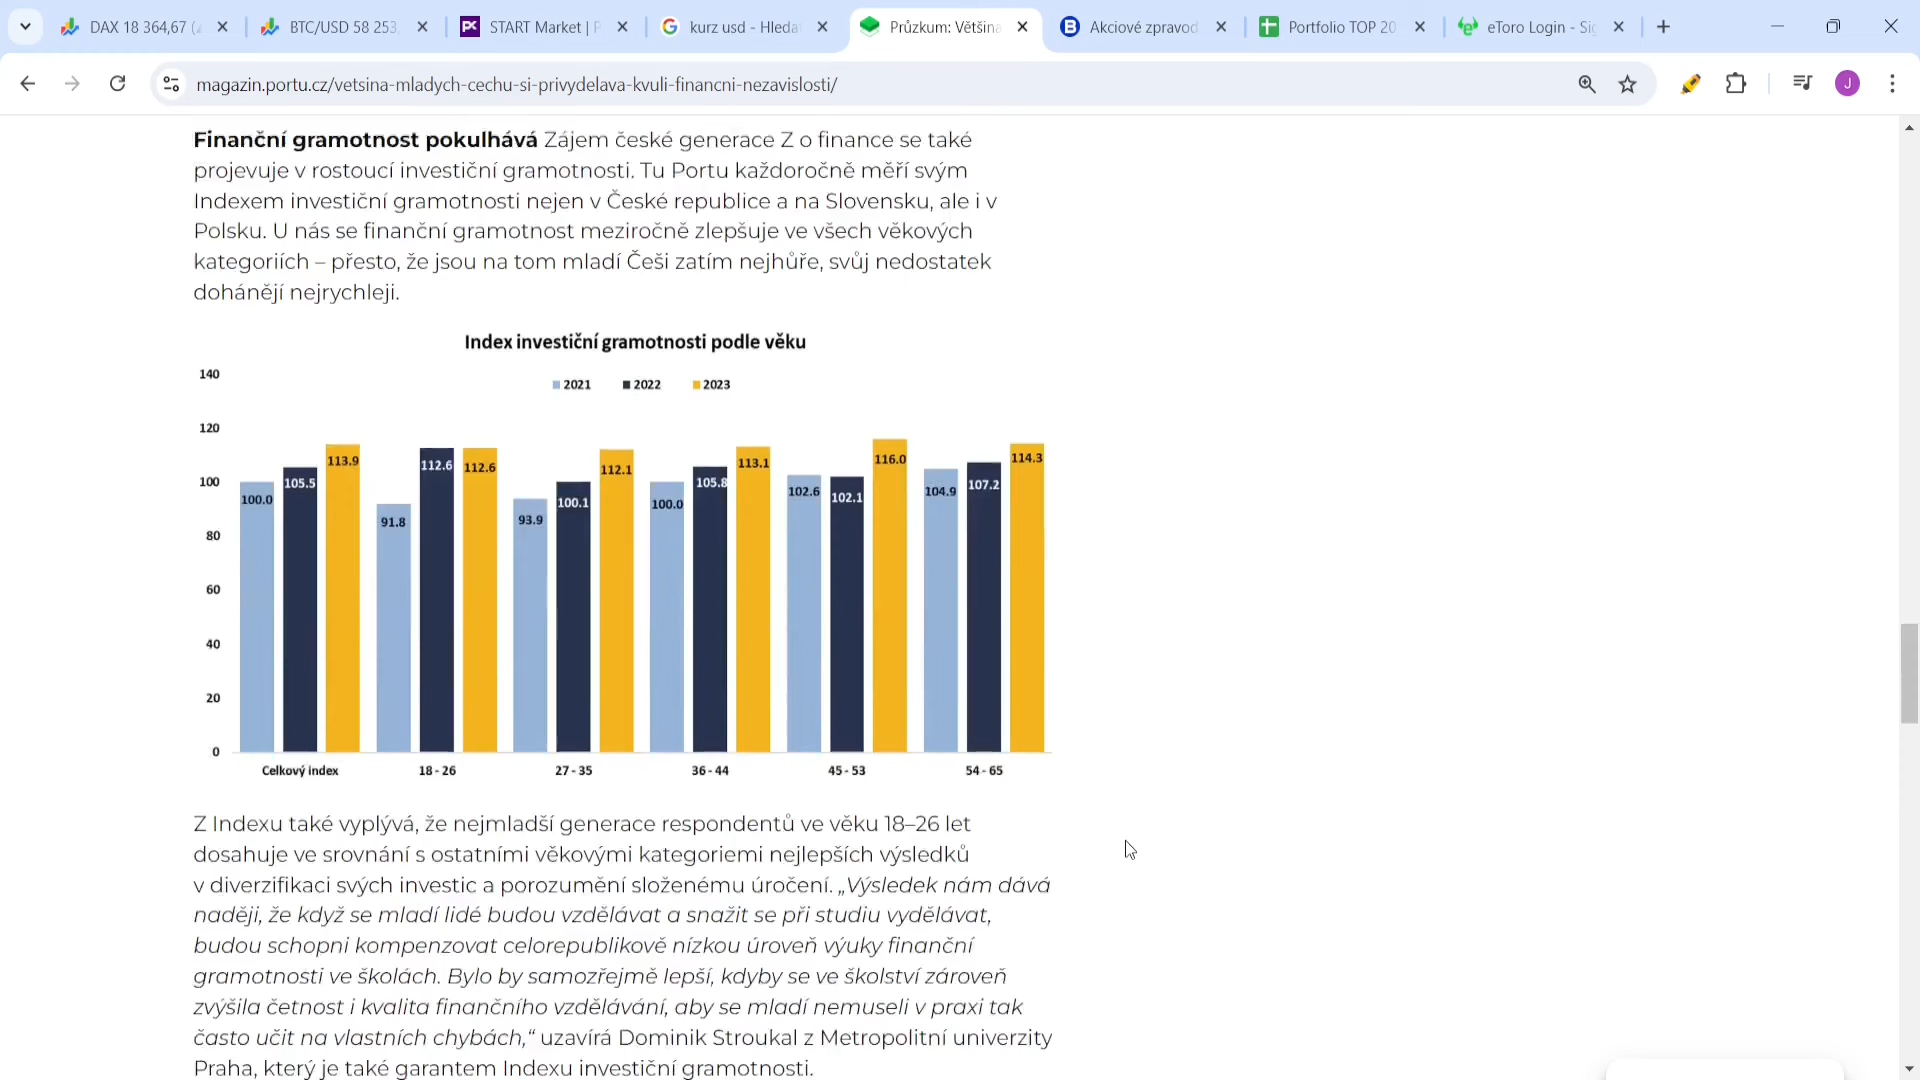 DAX 18 364,67
BTC/USD 58 253,
START Market | P
kurz usd - Hleda
Průzkum: Většina
Akciové zpravod
Portfolio TOP 20
eToro Login - Sig
magazin.portu.cz/vetsina-mladych-cechu-si-privydelava-kvuli-financni-nezavislosti/
J
Finanční gramotnost pokulhává Zájem české generace Z o finance se také
projevuje v rostoucí investiční gramotnosti. Tu Portu každoročně měří svým
Indexem investiční gramotnosti nejen v České republice a na Slovensku, ale i v
Polsku. U nás se finanční gramotnost meziročně zlepšuje ve všech věkových
kategoriích – přesto, že jsou na tom mladí Češi zatím nejhůře, svůj nedostatek
dohánějí nejrychleji.
Index investiční gramotnosti podle věku
2021 2022 2023
140
120
100
80
60
40
20
0
100.0 105.5 113.9
91.8 112.6 112.6
93.9 100.1 112.1
100.0 105.8 113.1
102.6 102.1 116.0
104.9 107.2 114.3
Celkový index 18 - 26 27 - 35 36 - 44 45 - 53 54 - 65
Z Indexu také vyplývá, že nejmladší generace respondentů ve věku 18–26 let
dosahuje ve srovnání s ostatními věkovými kategoriemi nejlepších výsledků
v diverzifikaci svých investic a porozumění složenému úročení. „Výsledek nám dává
naději, že když se mladí lidé budou vzdělávat a snažit se při studiu vydělávat,
budou schopni kompenzovat celorepublikově nízkou úroveň výuky finanční
gramotnosti ve školách. Bylo by samozřejmě lepší, kdyby se ve školství zároveň
zvýšila četnost i kvalita finančního vzdělávání, aby se mladí nemuseli v praxi tak
často učit na vlastních chybách,“ uzavírá Dominik Stroukal z Metropolitní univerzity
Praha, který je také garantem Indexu investiční gramotnosti.